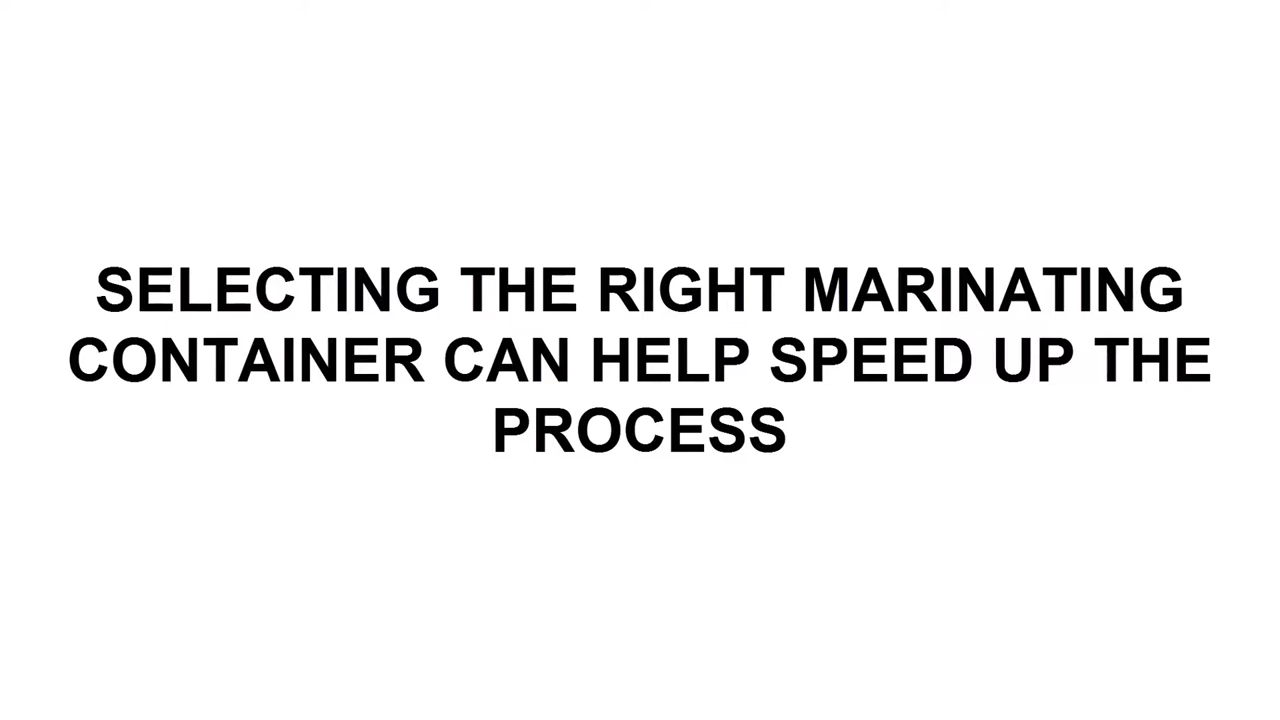 SELECTING THE RIGHT MARINATING
CONTAINER CAN HELP SPEED UP THE
PROCESS